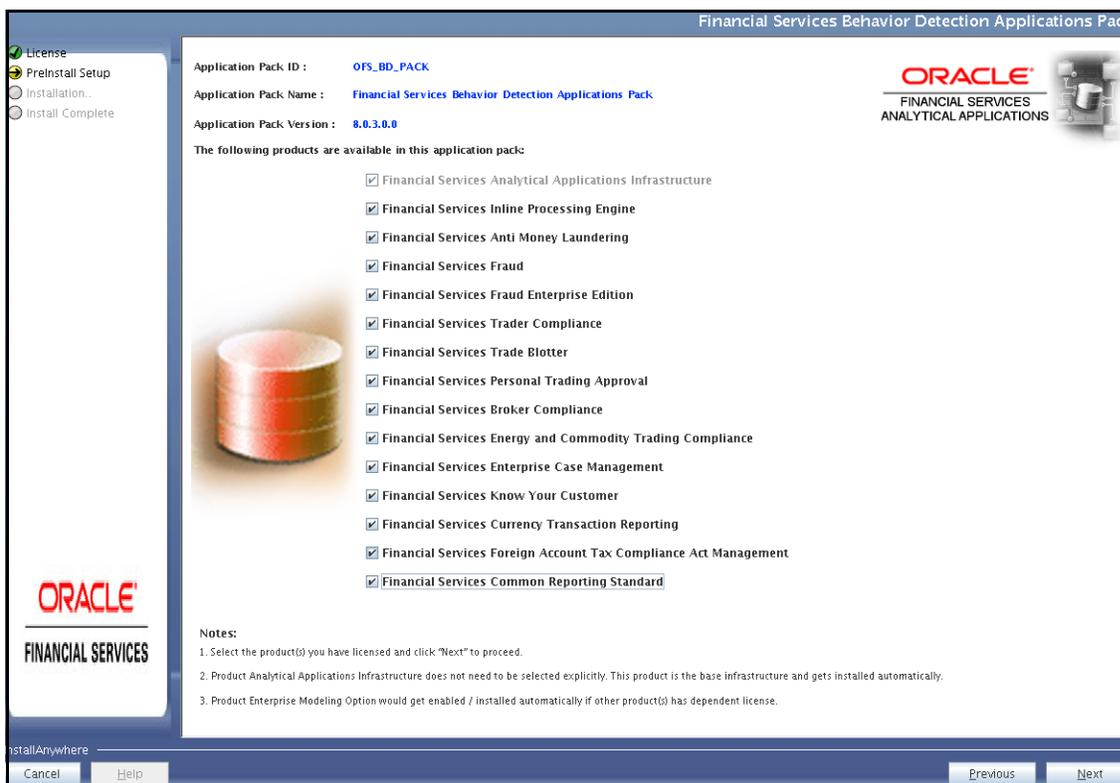 Financial Services Behavior Detection Applications Pac
License
PreInstall Setup
Installation..
Install Complete
Application Pack ID : OFS_BD_PACK
Application Pack Name : Financial Services Behavior Detection Applications Pack
Application Pack Version : 8.0.3.0.0
ORACLE
FINANCIAL SERVICES
ANALYTICAL APPLICATIONS
The following products are available in this application pack:
Financial Services Analytical Applications Infrastructure
Financial Services Inline Processing Engine
Financial Services Anti Money Laundering
Financial Services Fraud
Financial Services Fraud Enterprise Edition
Financial Services Trader Compliance
Financial Services Trade Blotter
Financial Services Personal Trading Approval
Financial Services Broker Compliance
Financial Services Energy and Commodity Trading Compliance
Financial Services Enterprise Case Management
Financial Services Know Your Customer
Financial Services Currency Transaction Reporting
Financial Services Foreign Account Tax Compliance Act Management
Financial Services Common Reporting Standard
ORACLE
FINANCIAL SERVICES
Notes:
1. Select the product(s) you have licensed and click "Next" to proceed.
2. Product Analytical Applications Infrastructure does not need to be selected explicitly. This product is the base infrastructure and gets installed automatically.
3. Product Enterprise Modeling Option would get enabled / installed automatically if other product(s) has dependent license.
nstallAnywhere
Cancel
Help
Previous
Next